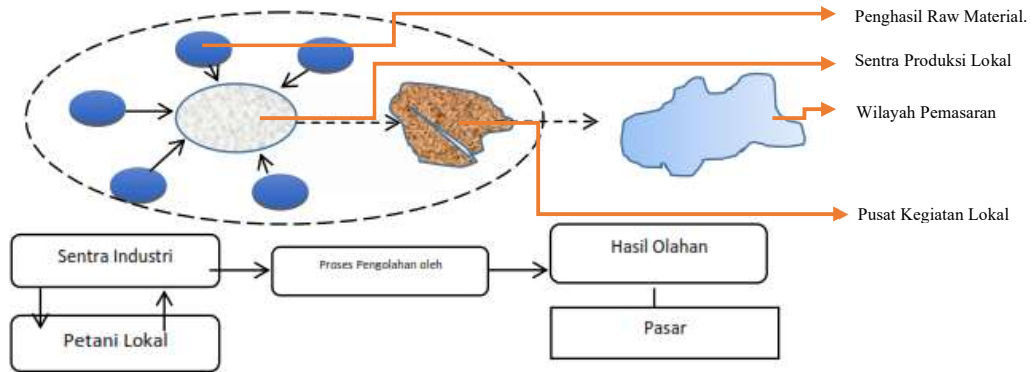 Penghasil Raw Material.
Sentra Produksi Lokal
Wilayah Pemasaran
Pusat Kegiatan Lokal
Sentra Industri
Proses Pengolahan oleh
Hasil Olahan
Petani Lokal
Pasar